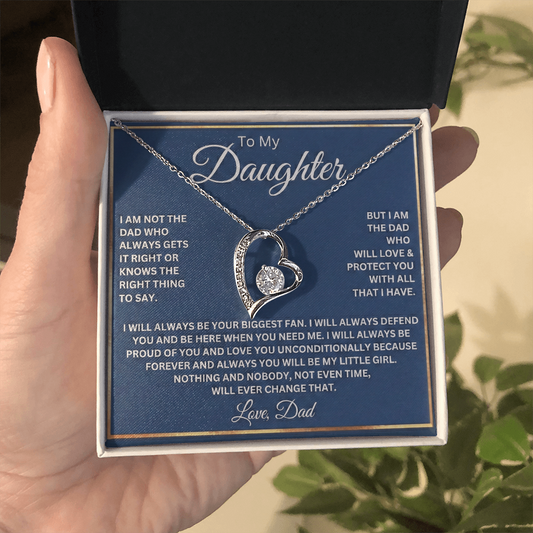 To My
Daughter
I AM NOT THE
DAD WHO
ALWAYS GETS
IT RIGHT OR
KNOWS THE
RIGHT THING
TO SAY.
BUT I AM
THE DAD
WHO
WILL LOVE &
PROTECT YOU
WITH ALL
THAT I HAVE.
I WILL ALWAYS BE YOUR BIGGEST FAN. I WILL ALWAYS DEFEND
YOU AND BE HERE WHEN YOU NEED ME. I WILL ALWAYS BE
PROUD OF YOU AND LOVE YOU UNCONDITIONALLY BECAUSE
FOREVER AND ALWAYS YOU WILL BE MY LITTLE GIRL.
NOTHING AND NOBODY, NOT EVEN TIME,
WILL EVER CHANGE THAT.
Love, Dad